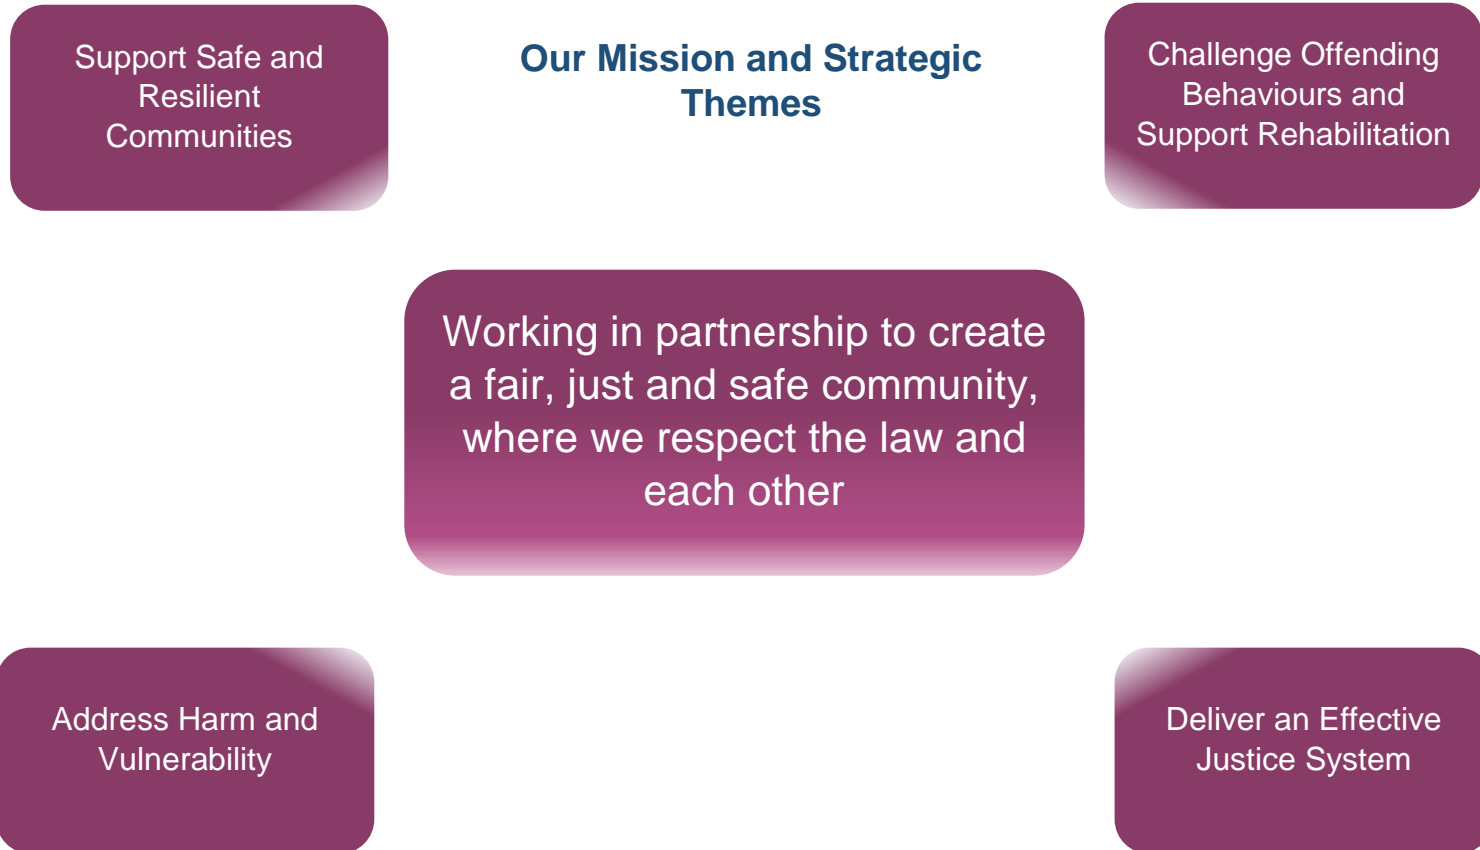 Support Safe and
Resilient
Communities
Our Mission and Strategic
Themes
Challenge Offending
Behaviours and
Support Rehabilitation
Working in partnership to create
a fair, just and safe community,
where we respect the law and
each other
Address Harm and
Vulnerability
Deliver an Effective
Justice System